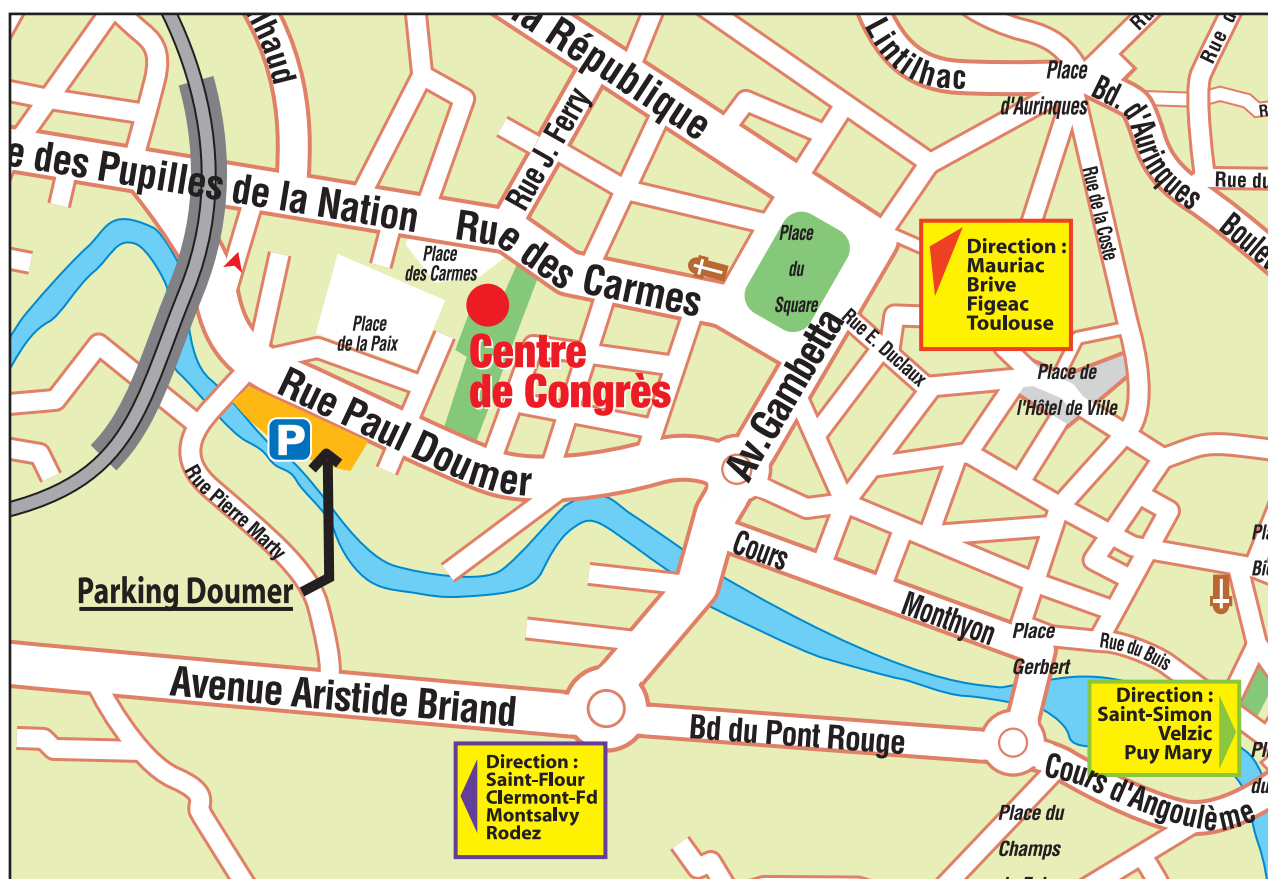 lhaud
la République
Lintilhac
Place
d'Aurinques
Bd. d'Aurinques
Rue J. Ferry
e des Pupilles de la Nation
Rue des Carmes
Rue de la Coste
Rue du
Boulev
Place
des Carmes
Place
du
Square
Direction :
Mauriac
Brive
Figeac
Toulouse
Place
de la Paix
Centre
de Congrès
Rue E. Duclaux
Av. Gambetta
Place de
l'Hôtel de Ville
Rue Paul Doumer
P
Rue Pierre Marty
Parking Doumer
Cours
Monthyon
Place
Gerbert
Rue du Buis
Avenue Aristide Briand
Bd du Pont Rouge
Direction :
Saint-Simon
Velzic
Puy Mary
Direction :
Saint-Flour
Clermont-Fd
Montsalvy
Rodez
Cours d'Angoulême
Place du
Champs